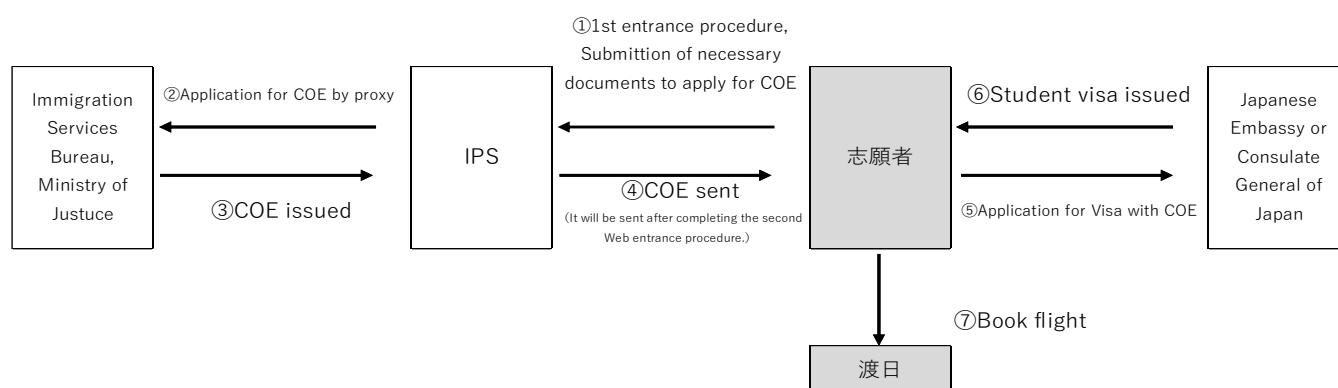 ①1st entrance procedure,
Submittion of necessary
documents to apply for COE
②Application for COE by proxy
⑥Student visa issued
Immigration
Services
Bureau,
Ministry of
Justuce
IPS
志願者
Japanese
Embassy or
Consulate
General of
Japan
③COE issued
④COE sent
(It will be sent after completing the second
Web entrance procedure.)
⑤Application for Visa with COE
⑦Book flight
渡日